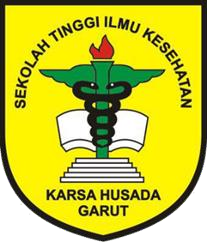 SEKOLAH TINGGI ILMU KESEHATAN
KARSA HUSADA
GARUT